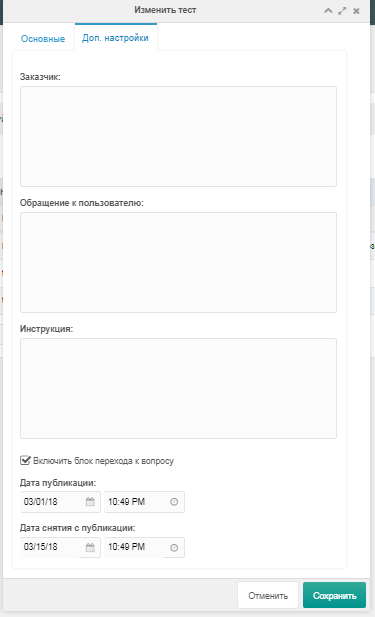 Изменить тест
Основные
Доп. настройки
Заказчик:
Обращение к пользователю:
Инструкция:
Включить блок перехода к вопросу
Дата публикации:
03/01/18 10:49 PM
Дата снятия с публикации:
03/15/18 10:49 PM
Отменить
Сохранить